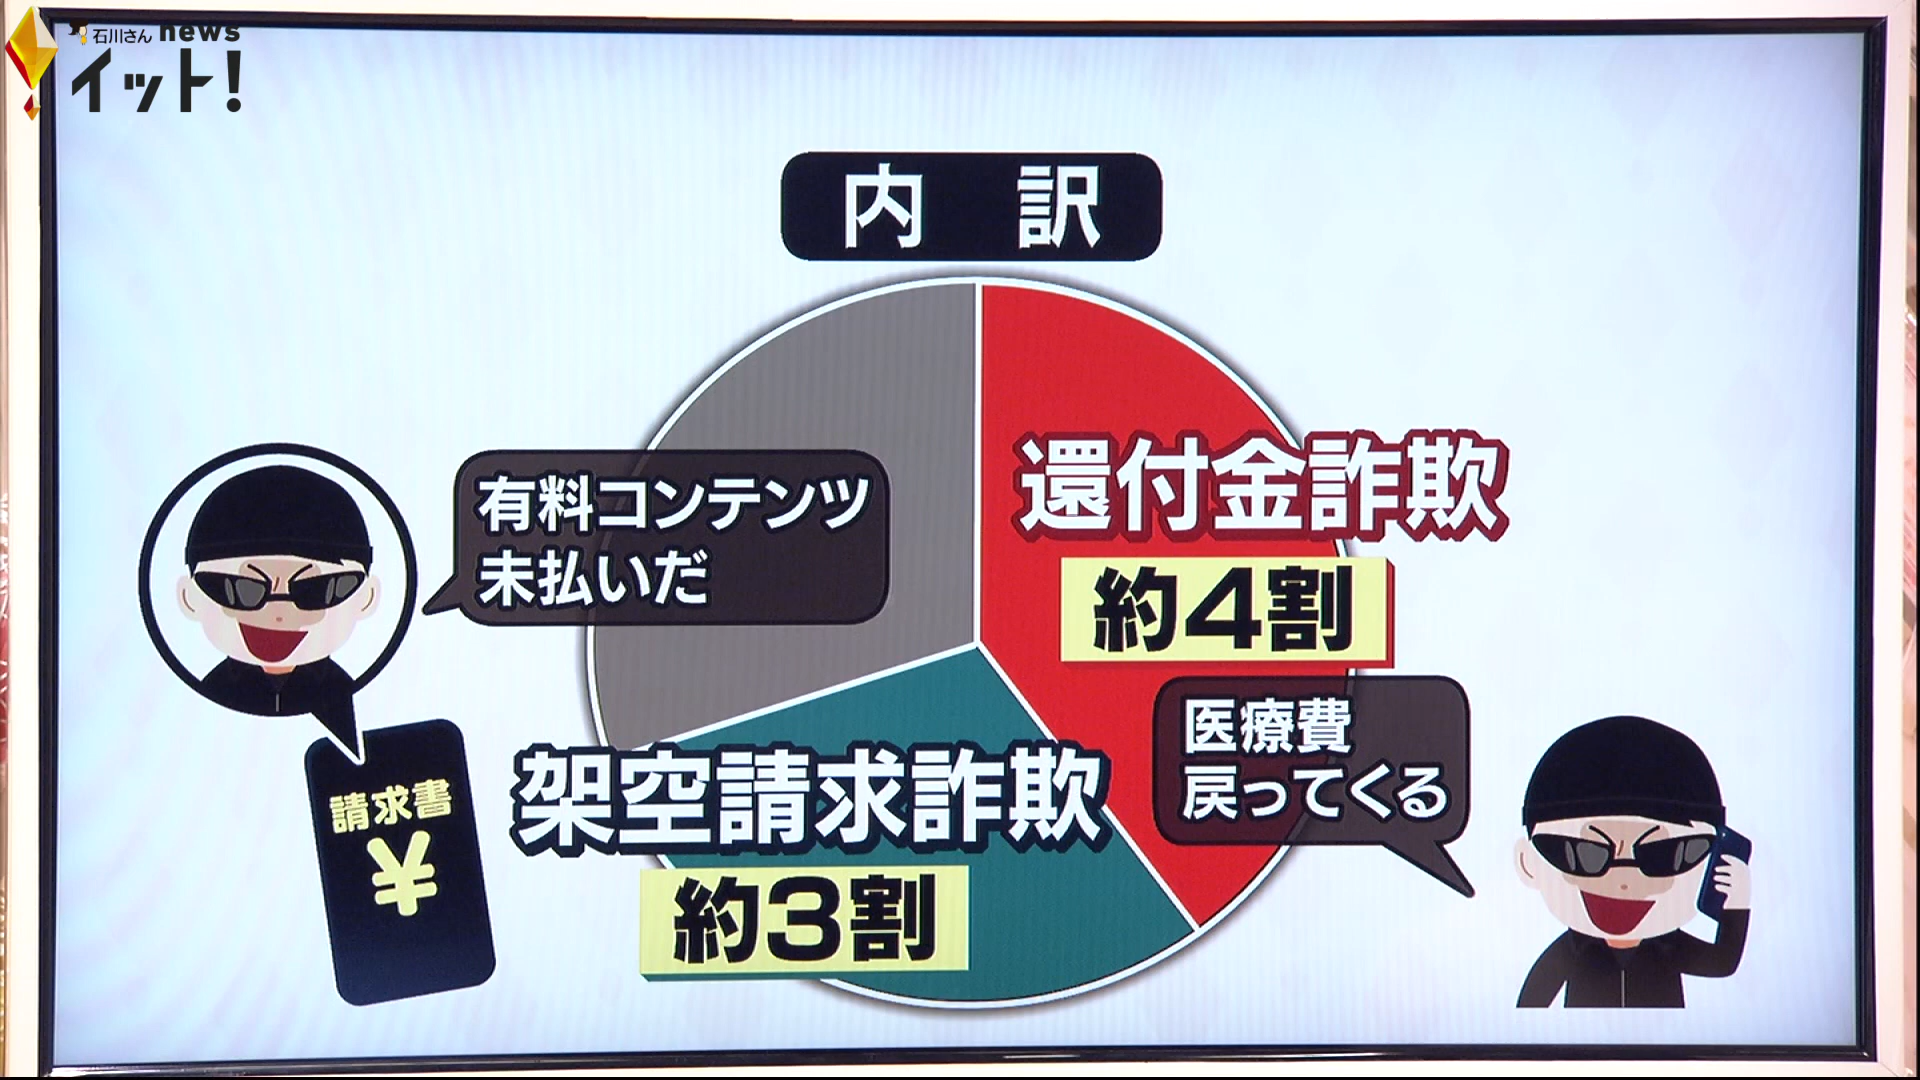 石川さん news
イット!
内訳
還付金詐欺
約4割
有料コンテンツ
未払いだ
医療費
戻ってくる
架空請求詐欺
約3割
請求書
¥